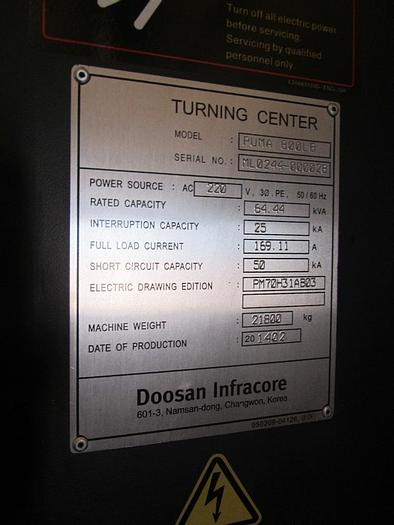 Turn off all electric power
before servicing.
Servicing by qualified
personnel only.
TURNING CENTER
MODEL : PUMA 800LB
SERIAL NO. : ML0244-000028
POWER SOURCE : AC 220 V, 3Ø.PE, 50/60 Hz
RATED CAPACITY : 64.44 kVA
INTERRUPTION CAPACITY : 25 kA
FULL LOAD CURRENT : 169.11 A
SHORT CIRCUIT CAPACITY : 50 kA
ELECTRIC DRAWING EDITION : PM70H31AB03
MACHINE WEIGHT : 21800 kg
DATE OF PRODUCTION : 20 1402
Doosan Infracore
601-3, Namsan-dong, Changwon, Korea